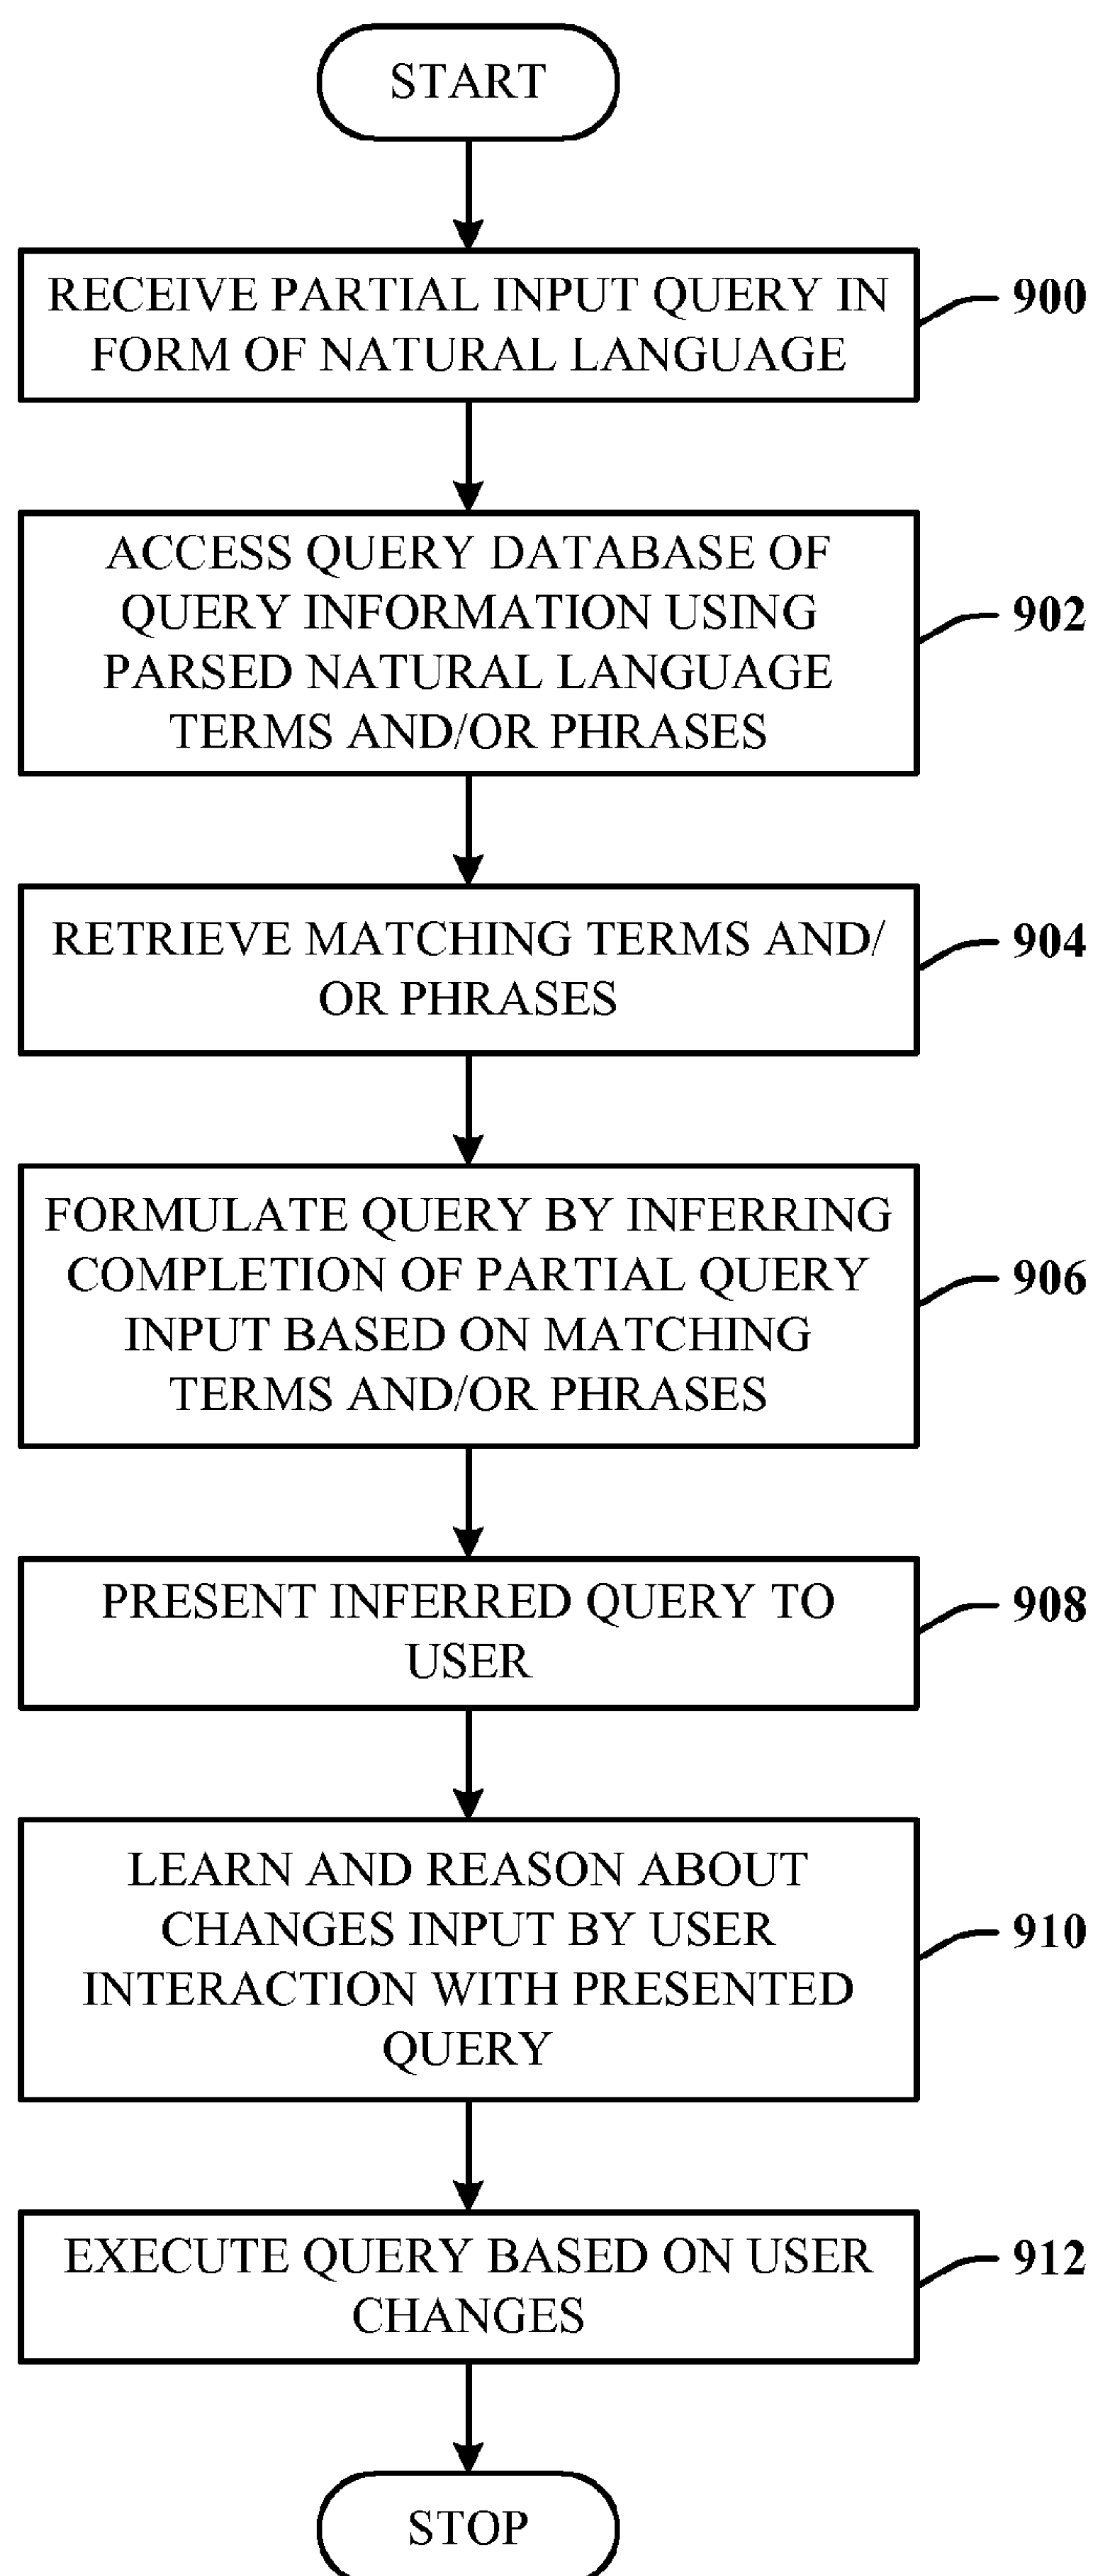 START
RECEIVE PARTIAL INPUT QUERY IN
FORM OF NATURAL LANGUAGE
900
ACCESS QUERY DATABASE OF
QUERY INFORMATION USING
PARSED NATURAL LANGUAGE
TERMS AND/OR PHRASES
902
RETRIEVE MATCHING TERMS AND/
OR PHRASES
904
FORMULATE QUERY BY INFERRING
COMPLETION OF PARTIAL QUERY
INPUT BASED ON MATCHING
TERMS AND/OR PHRASES
906
PRESENT INFERRED QUERY TO
USER
908
LEARN AND REASON ABOUT
CHANGES INPUT BY USER
INTERACTION WITH PRESENTED
QUERY
910
EXECUTE QUERY BASED ON USER
CHANGES
912
STOP